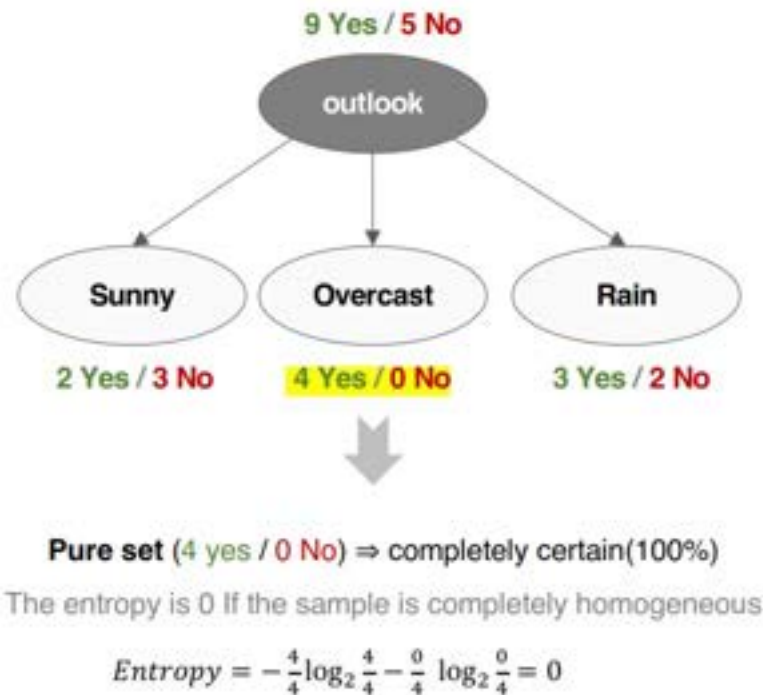 9 Yes / 5 No
outlook
Sunny
Overcast
Rain
2 Yes / 3 No
4 Yes / 0 No
3 Yes / 2 No
Pure set (4 yes / 0 No) ⇒ completely certain(100%)
The entropy is 0 If the sample is completely homogeneous
Entropy = − 4/4 log₂ 4/4 − 0/4 log₂ 0/4 = 0